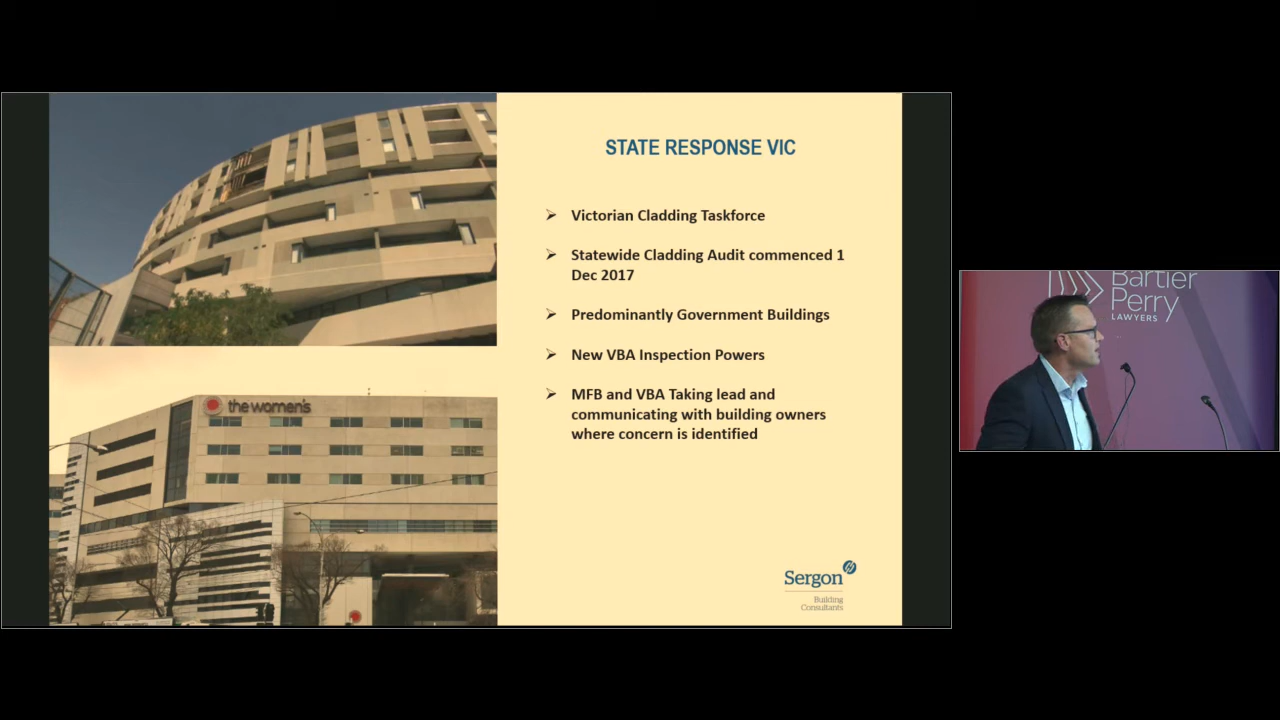 STATE RESPONSE VIC
➢ Victorian Cladding Taskforce
➢ Statewide Cladding Audit commenced 1
Dec 2017
➢ Predominantly Government Buildings
➢ New VBA Inspection Powers
➢ MFB and VBA Taking lead and
communicating with building owners
where concern is identified
the women's
Sergon
Building
Consultants
Bartier
Perry
LAWYERS